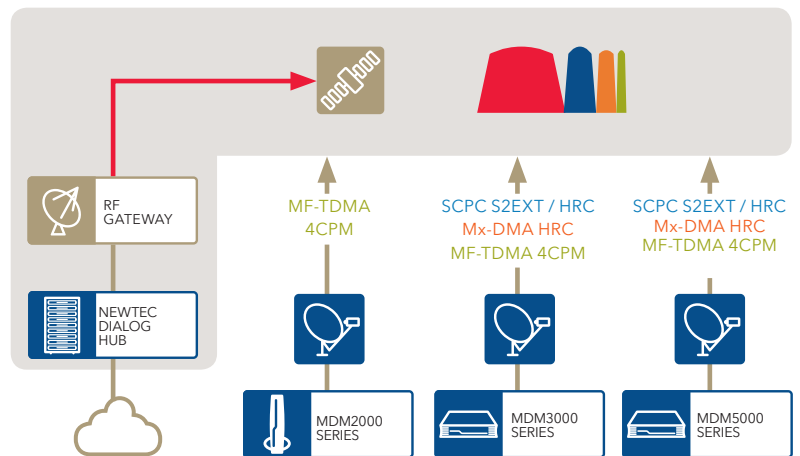 RF
GATEWAY
NEWTEC
DIALOG
HUB
MF-TDMA
4CPM
SCPC S2EXT / HRC
Mx-DMA HRC
MF-TDMA 4CPM
SCPC S2EXT / HRC
Mx-DMA HRC
MF-TDMA 4CPM
MDM2000
SERIES
MDM3000
SERIES
MDM5000
SERIES